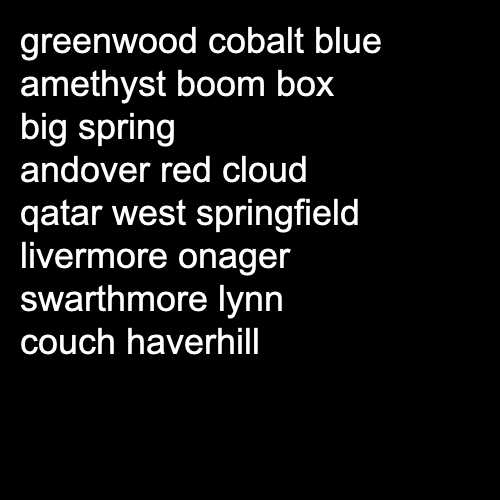 greenwood cobalt blue
amethyst boom box
big spring
andover red cloud
qatar west springfield
livermore onager
swarthmore lynn
couch haverhill